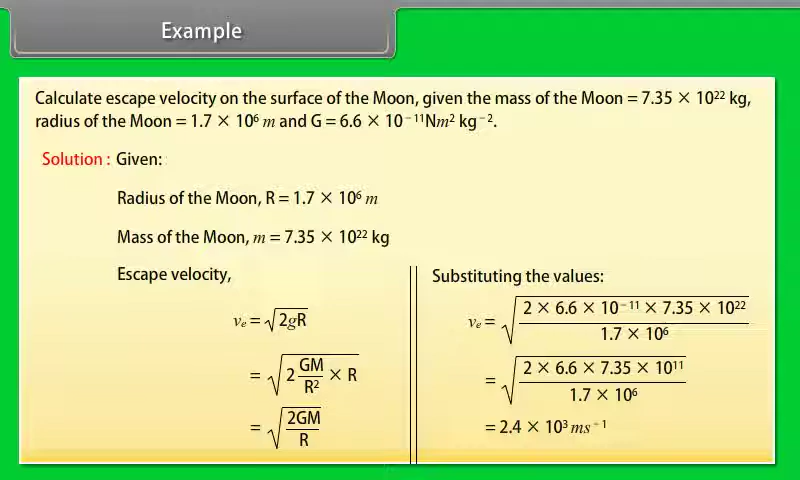 Example
Calculate escape velocity on the surface of the Moon, given the mass of the Moon = 7.35 × 10²² kg,
radius of the Moon = 1.7 × 10⁶ m and G = 6.6 × 10⁻¹¹Nm² kg⁻².
Solution : Given:
Radius of the Moon, R = 1.7 × 10⁶ m
Mass of the Moon, m = 7.35 × 10²² kg
Escape velocity,
vₑ = √2gR
= √2 GM/R² × R
= √2GM/R
Substituting the values:
vₑ = √2 × 6.6 × 10⁻¹¹ × 7.35 × 10²²/1.7 × 10⁶
= √2 × 6.6 × 7.35 × 10¹¹/1.7 × 10⁶
= 2.4 × 10³ ms⁻¹